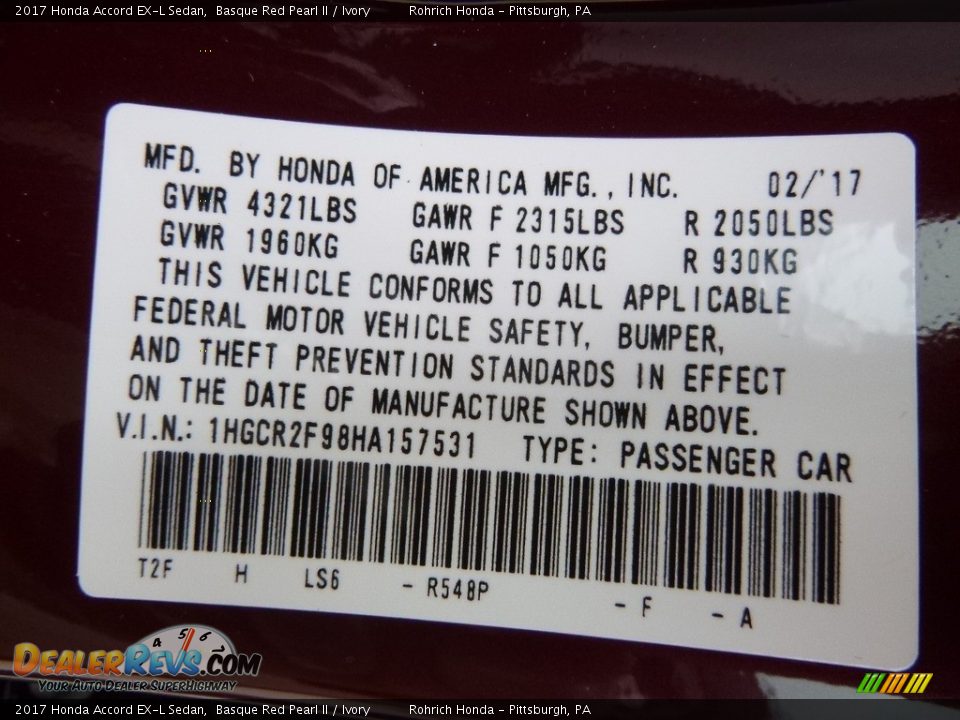 2017 Honda Accord EX-L Sedan, Basque Red Pearl II / Ivory Rohrich Honda - Pittsburgh, PA
MFD. BY HONDA OF AMERICA MFG., INC. 02/'17
GVWR 4321LBS GAWR F 2315LBS R 2050LBS
GVWR 1960KG GAWR F 1050KG R 930KG
THIS VEHICLE CONFORMS TO ALL APPLICABLE
FEDERAL MOTOR VEHICLE SAFETY, BUMPER,
AND THEFT PREVENTION STANDARDS IN EFFECT
ON THE DATE OF MANUFACTURE SHOWN ABOVE.
V.I.N.: 1HGCR2F98HA157531 TYPE: PASSENGER CAR
T2F H LS6 - R548P - F - A
4 5 6
DEALERREVS.COM
YOUR AUTO DEALER SUPERHIGHWAY
2017 Honda Accord EX-L Sedan, Basque Red Pearl II / Ivory Rohrich Honda - Pittsburgh, PA